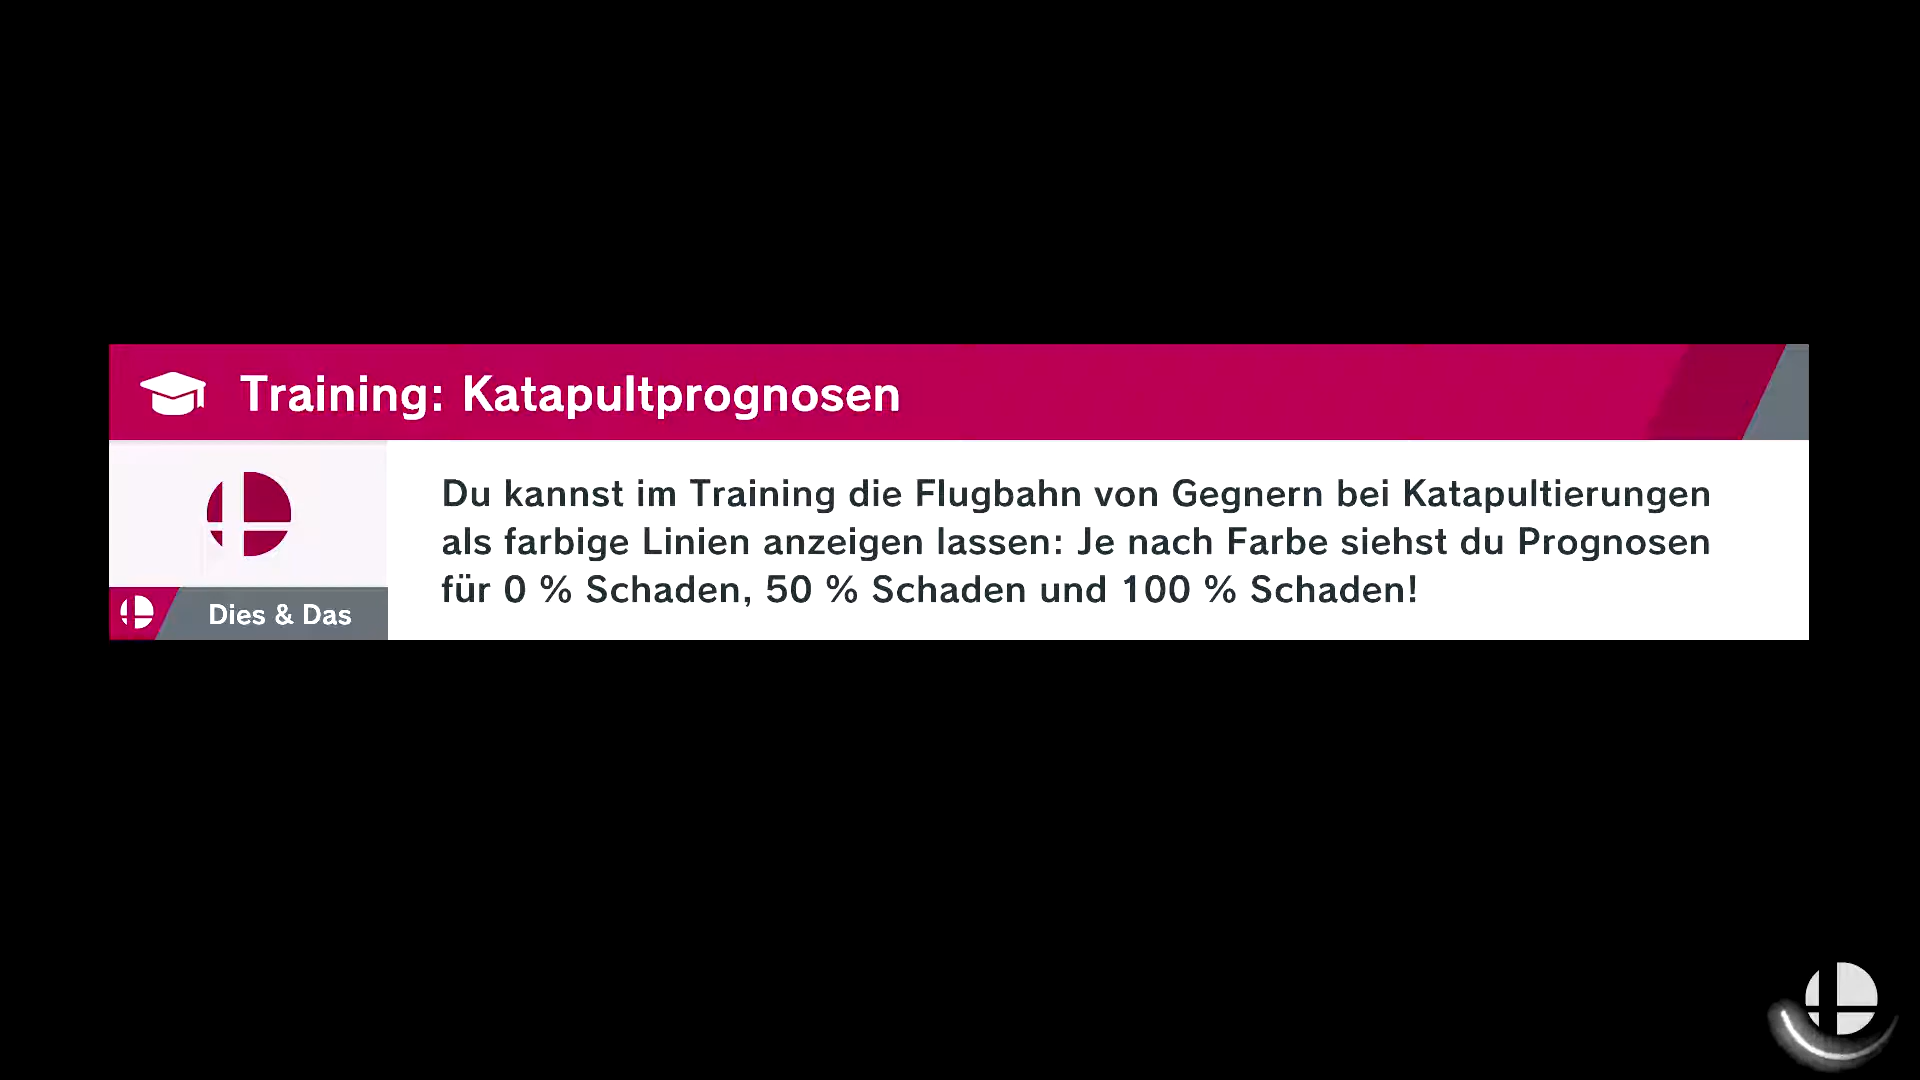 Training: Katapultprognosen
Du kannst im Training die Flugbahn von Gegnern bei Katapultierungen
als farbige Linien anzeigen lassen: Je nach Farbe siehst du Prognosen
für 0 % Schaden, 50 % Schaden und 100 % Schaden!
Dies & Das